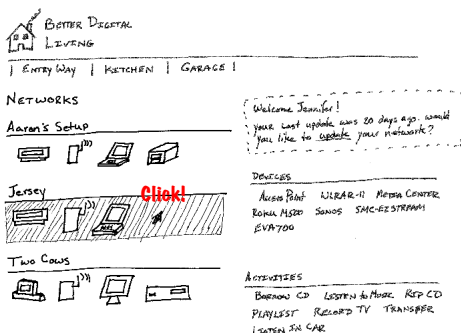 BETTER DIGITAL
LIVING
| ENTRY WAY | KITCHEN | GARAGE |
NETWORKS
Aaron's Setup
Jersey
Click!
TWO COWS
Welcome Jennifer!
your last update was 20 days ago. would
you like to update your network?
DEVICES
AUDIO POINT WURAR-11 MEDIA CENTER
ROKU M500 SONOS SMC-EZSTREAM
EVA700
ACTIVITIES
BORROW CD LISTEN to MUSIC RIP CD
PLAYLIST RECORD TV TRANSFER
LISTEN IN CAR